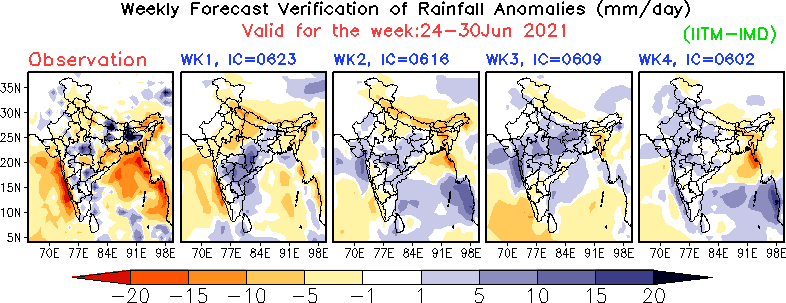 Weekly Forecast Verification of Rainfall Anomalies (mm/day)
Valid for the week:24-30Jun 2021
(IITM-IMD)
Observation WK1, IC=0623 WK2, IC=0616 WK3, IC=0609 WK4, IC=0602
35N
30N
25N
20N
15N
10N
5N
70E 77E 84E 91E 98E 70E 77E 84E 91E 98E 70E 77E 84E 91E 98E 70E 77E 84E 91E 98E 70E 77E 84E 91E 98E
-20 -15 -10 -5 -1 1 5 10 15 20